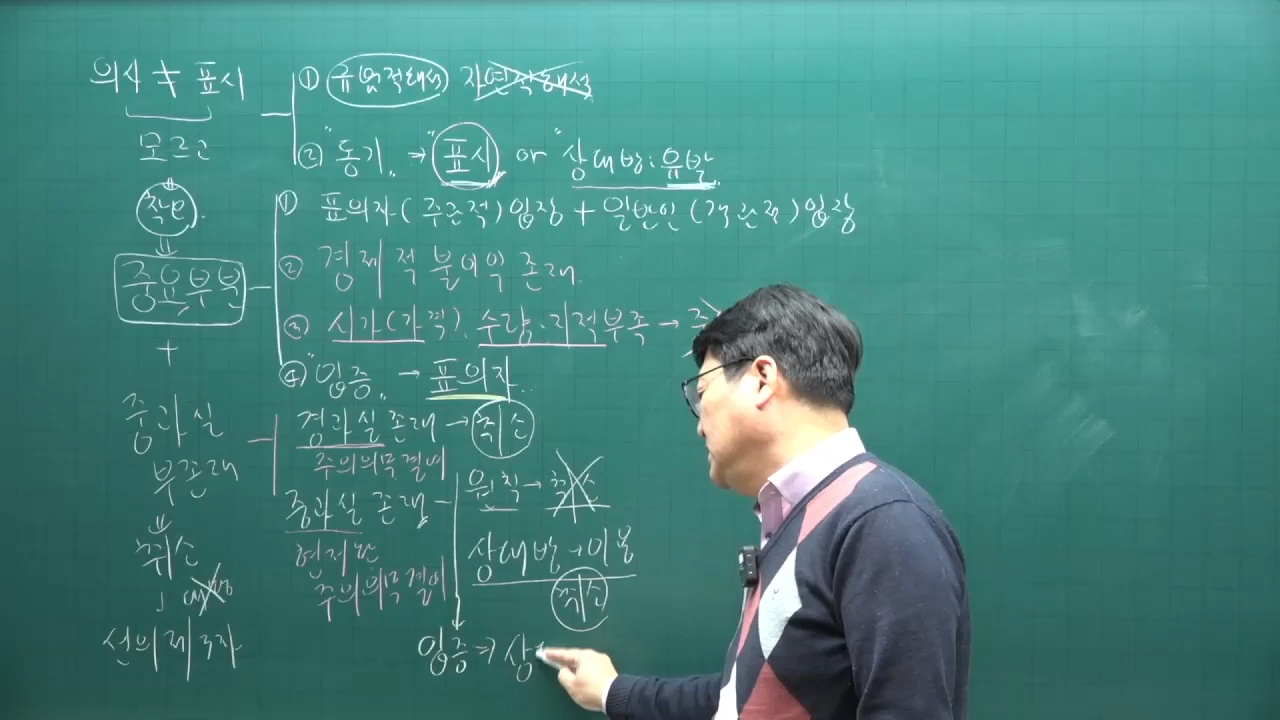 의사 ≠ 표시
모르고
착오.
중요부분
+
중과실
부존재
취소
선의 제3자
① 규범적해석 자연적해석
② "동기" → "표시" or "상대방: 유발"
① 표의자(주관적)입장 + 일반인(객관적)입장
② 경제적 불이익 존재.
③ 시가(가격). 수량. 지적부족 →
④ "입증" → 표의자.
경과실 존재 → 취소
주의의무 결여
중과실 존재
현저한
주의의무 결여
원칙 → 취소
상대방 → 이용
취소
입증 ⇒ 상